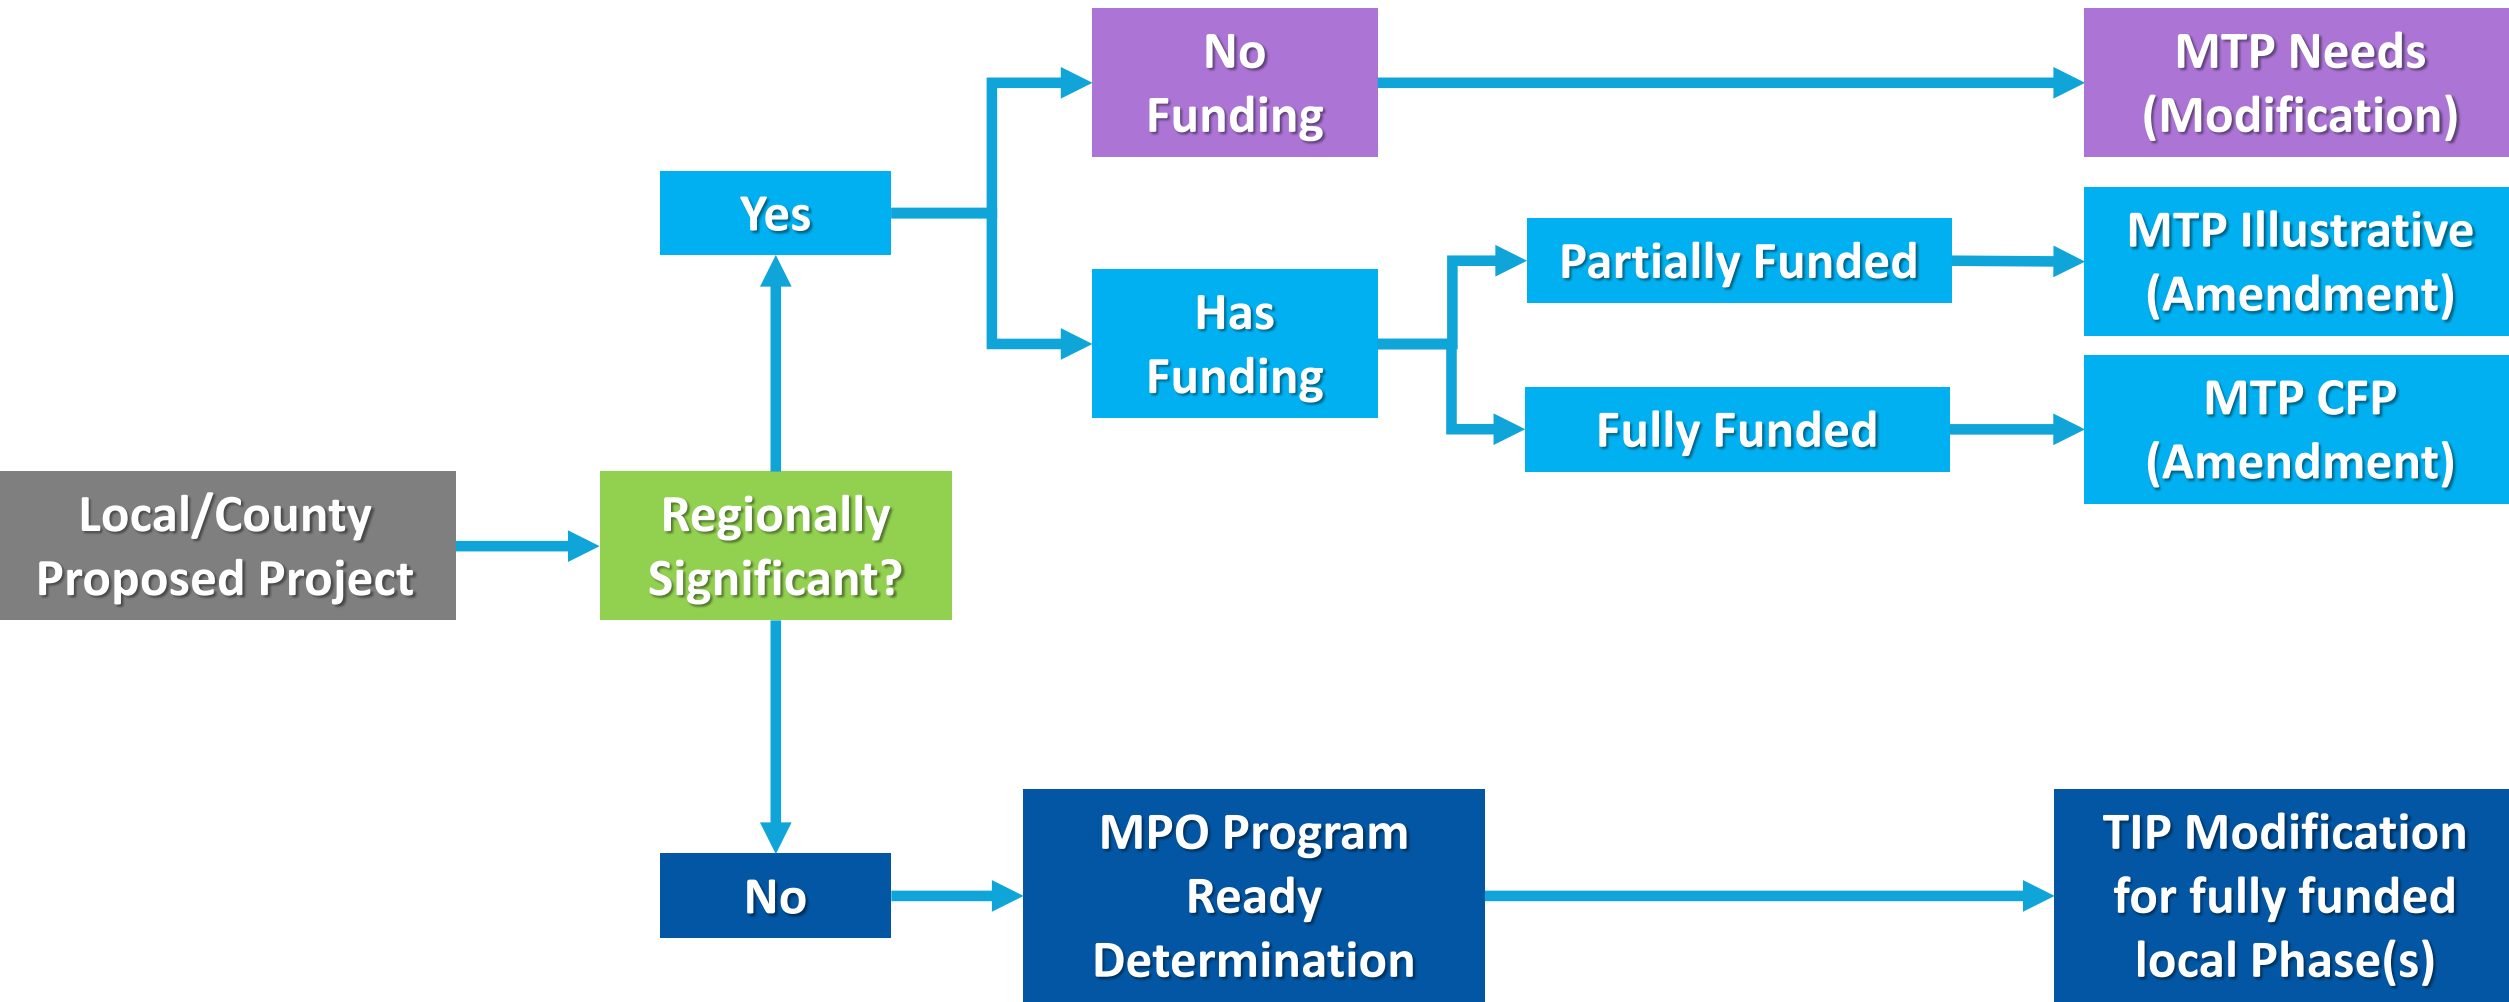 No
Funding
MTP Needs
(Modification)
Yes
MTP Illustrative
(Amendment)
Partially Funded
Has
Funding
MTP CFP
(Amendment)
Fully Funded
Local/County
Proposed Project
Regionally
Significant?
No
MPO Program
Ready
Determination
TIP Modification
for fully funded
local Phase(s)